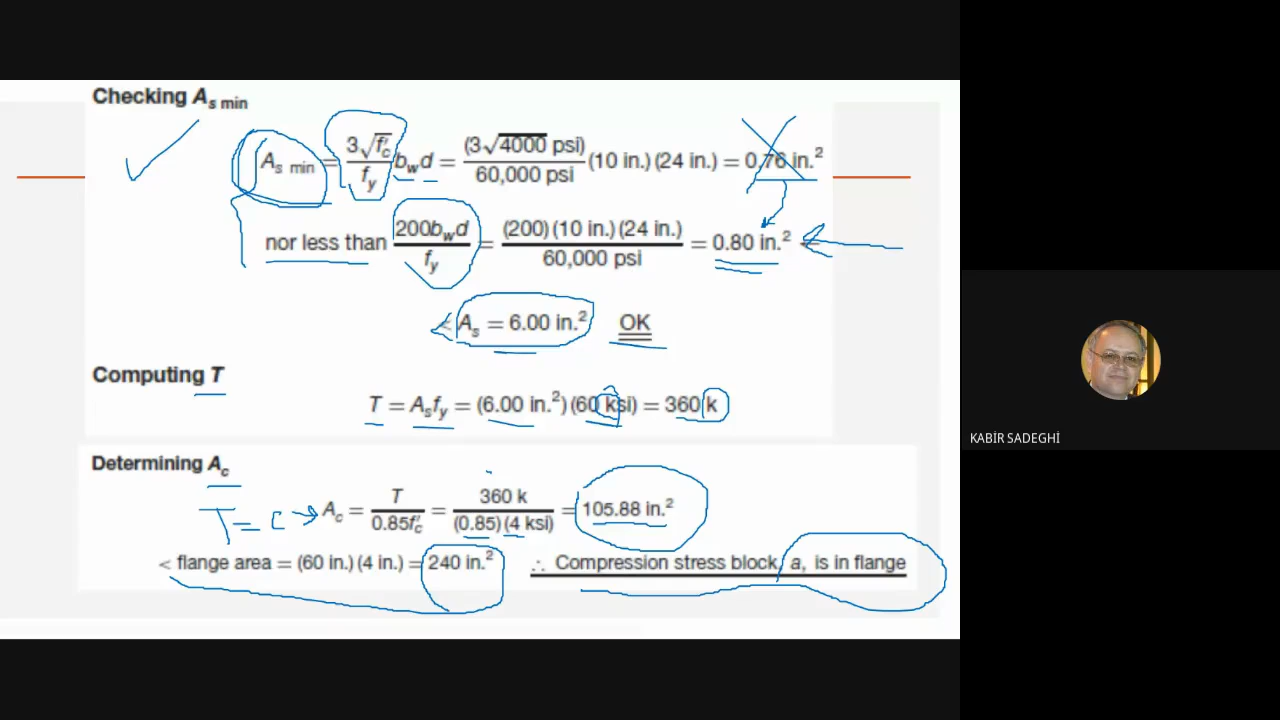 Checking A_s min
A_s min = 3√f′c / f_y b_w d = (3√4000 psi) / 60,000 psi (10 in.) (24 in.) = 0.76 in.²
nor less than 200b_w d / f_y = (200) (10 in.) (24 in.) / 60,000 psi = 0.80 in.² ←
< A_s = 6.00 in.² OK
Computing T
T = A_s f_y = (6.00 in.²) (60 ksi) = 360 k
Determining A_c
T = C → A_c = T / 0.85f′c = 360 k / (0.85) (4 ksi) = 105.88 in.²
< flange area = (60 in.) (4 in.) = 240 in.² ∴ Compression stress block, a, is in flange
KABİR SADEGHİ